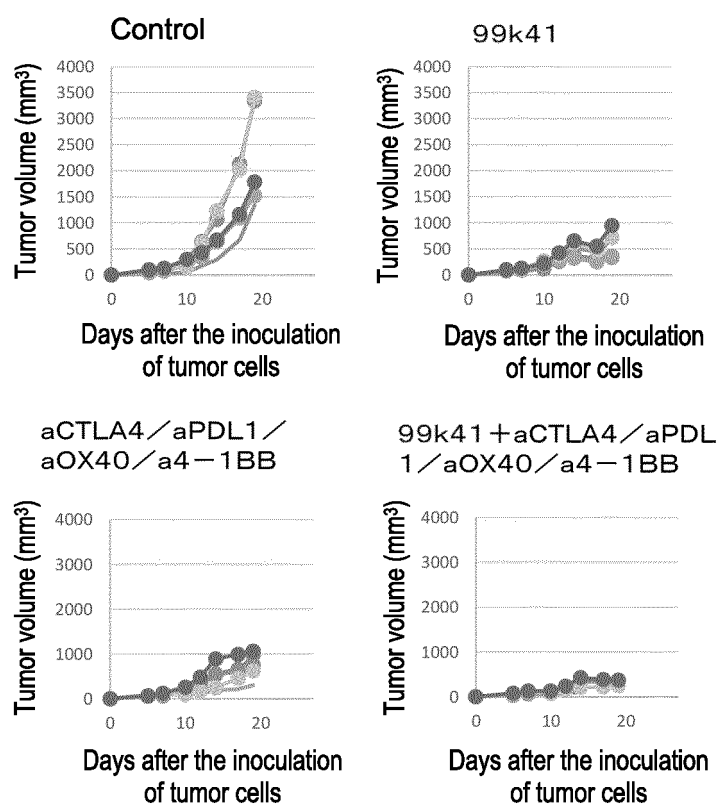 Control
Tumor volume (mm³)
4000
3500
3000
2500
2000
1500
1000
500
0
0
10
20
Days after the inoculation
of tumor cells
99k41
Tumor volume (mm³)
4000
3500
3000
2500
2000
1500
1000
500
0
0
10
20
Days after the inoculation
of tumor cells
aCTLA4／aPDL1／
aOX40／a4－1BB
Tumor volume (mm³)
4000
3000
2000
1000
0
0
10
20
Days after the inoculation
of tumor cells
99k41＋aCTLA4／aPDL
1／aOX40／a4－1BB
Tumor volume (mm³)
4000
3000
2000
1000
0
0
10
20
Days after the inoculation
of tumor cells